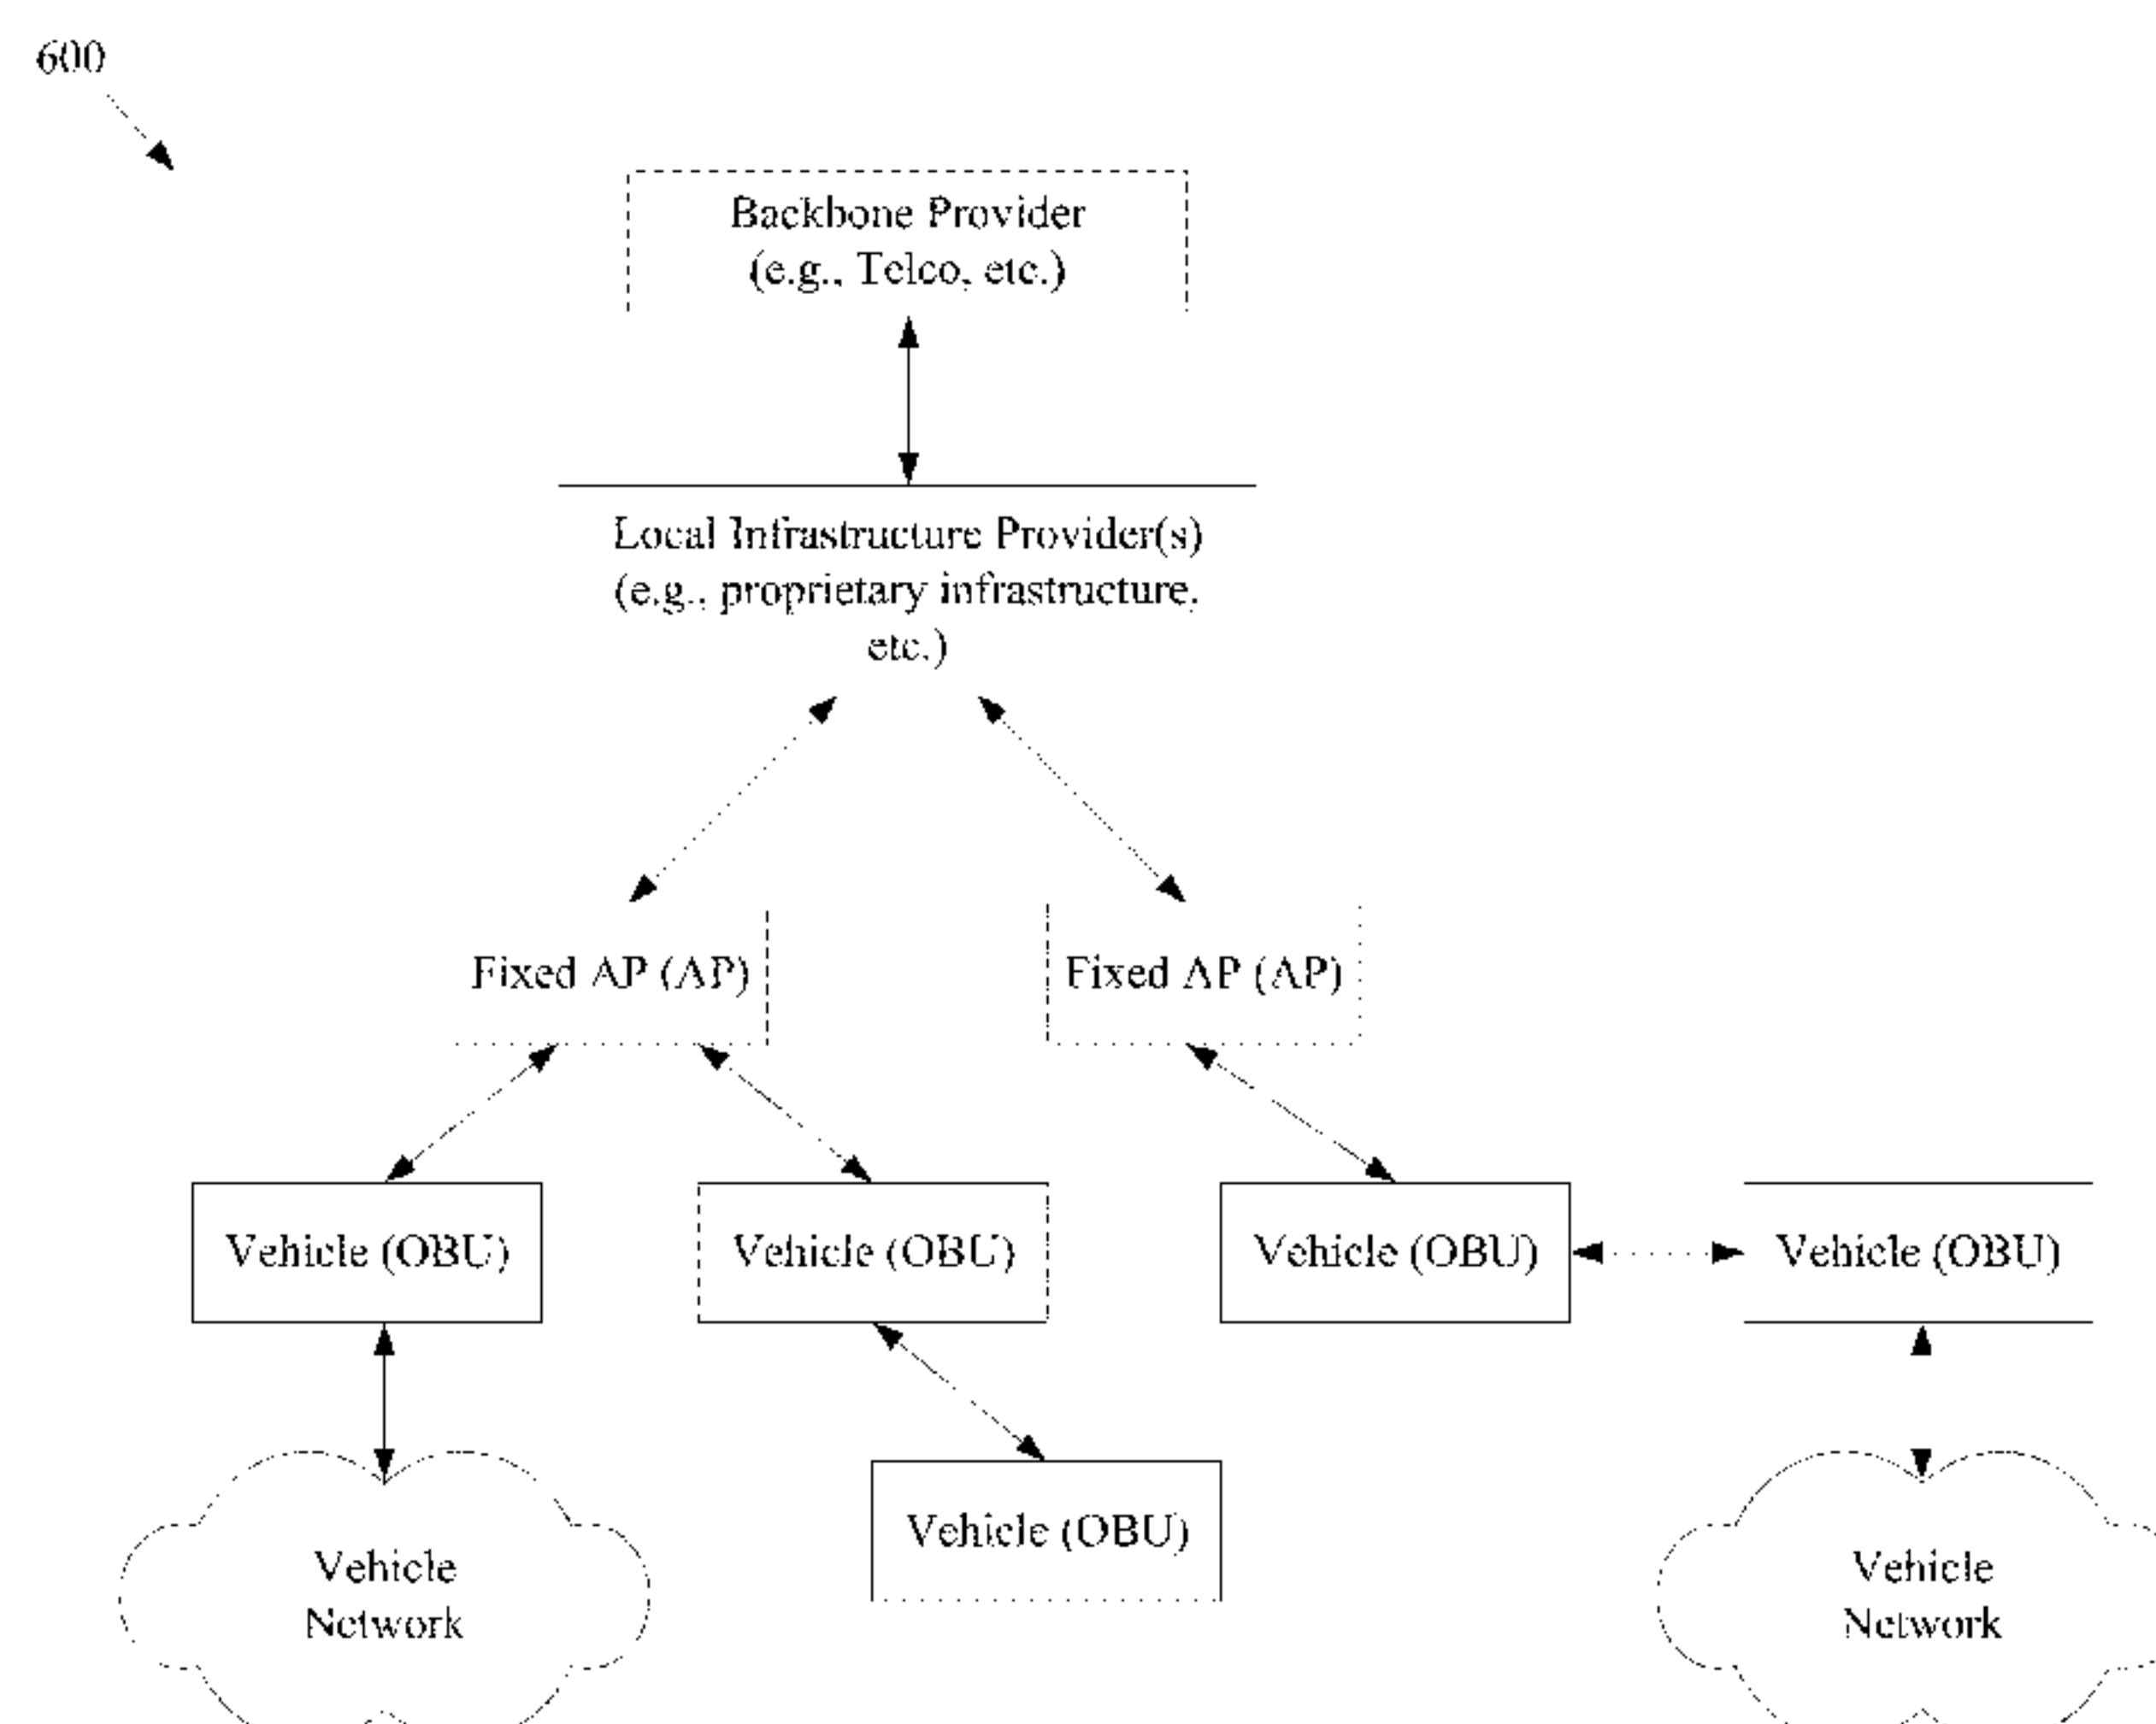 600
Backbone Provider
(e.g., Telco, etc.)
Local Infrastructure Provider(s)
(e.g., proprietary infrastructure,
etc.)
Fixed AP (AP)
Fixed AP (AP)
Vehicle (OBU)
Vehicle (OBU)
Vehicle (OBU)
Vehicle (OBU)
Vehicle (OBU)
Vehicle
Network
Vehicle
Network